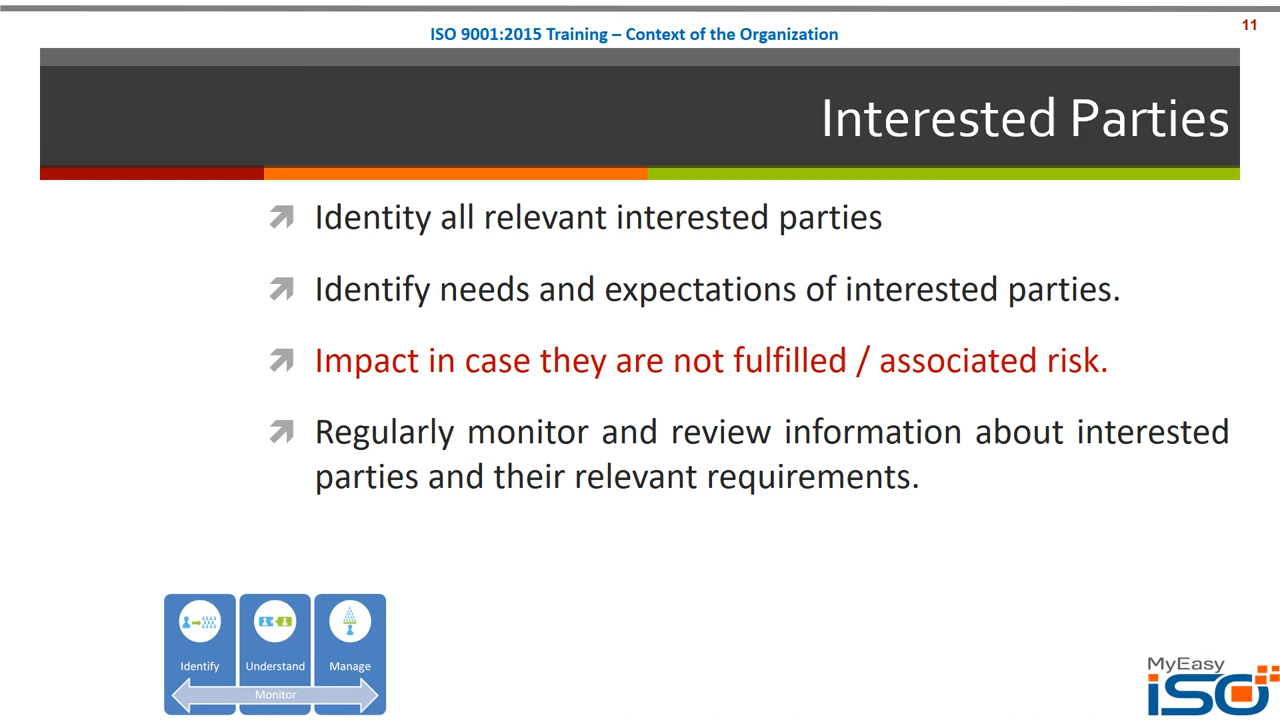 ISO 9001:2015 Training – Context of the Organization
11
Interested Parties
Identity all relevant interested parties
Identify needs and expectations of interested parties.
Impact in case they are not fulfilled / associated risk.
Regularly monitor and review information about interested
parties and their relevant requirements.
Identify
Understand
Manage
Monitor
MyEasy
iSO